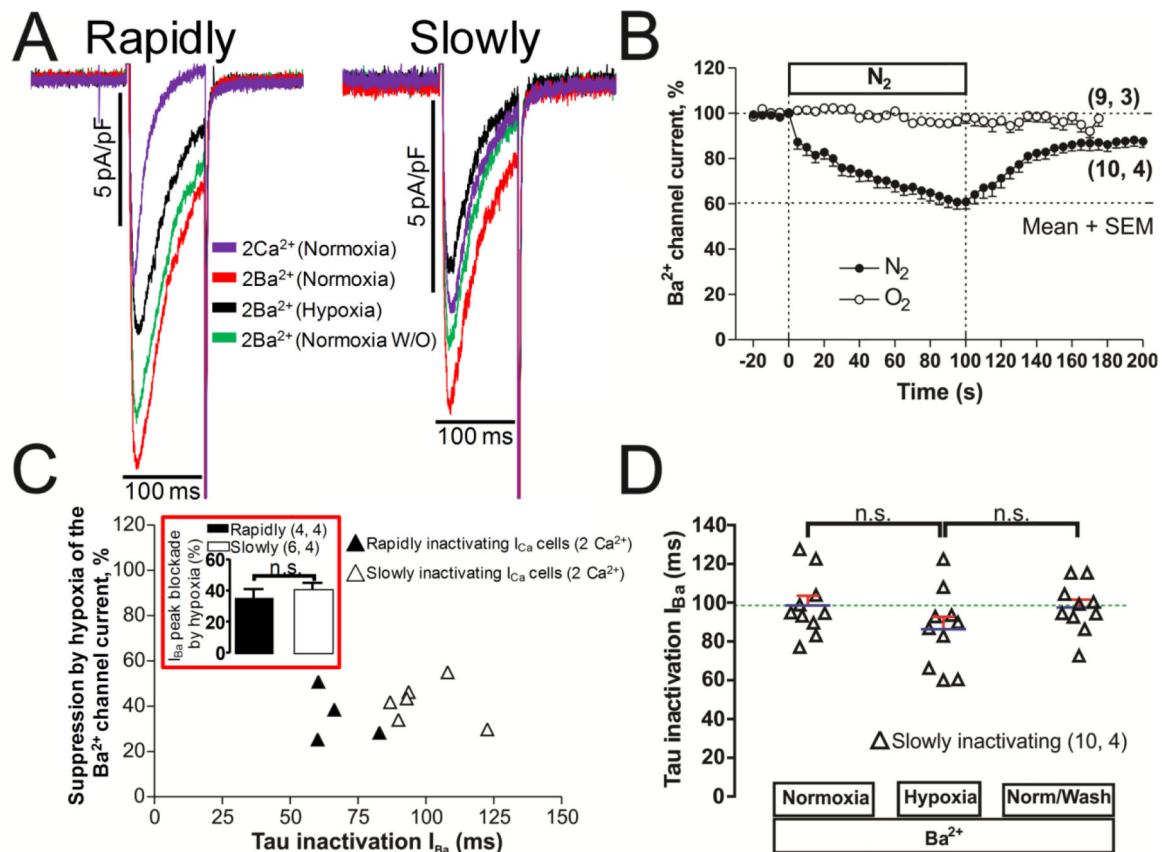 A
Rapidly
Slowly
5 pA/pF
5 pA/pF
2Ca²⁺(Normoxia)
2Ba²⁺(Normoxia)
2Ba²⁺(Hypoxia)
2Ba²⁺(Normoxia W/O)
100 ms
100 ms
B
N₂
(9, 3)
(10, 4)
Mean + SEM
N₂
O₂
Ba²⁺ channel current, %
120
100
80
60
40
20
0
-20 0 20 40 60 80 100 120 140 160 180 200
Time (s)
C
Suppression by hypoxia of the
Ba²⁺ channel current, %
120
100
80
60
40
20
0
Rapidly (4, 4)
Slowly (6, 4)
n.s.
I_Ba peak blockade
by hypoxia (%)
60
40
20
0
Rapidly inactivating I_Ca cells (2 Ca²⁺)
Slowly inactivating I_Ca cells (2 Ca²⁺)
0 25 50 75 100 125 150
Tau inactivation I_Ba (ms)
D
n.s. n.s.
Tau inactivation I_Ba (ms)
140
120
100
80
60
40
20
0
Slowly inactivating (10, 4)
Normoxia Hypoxia Norm/Wash
Ba²⁺